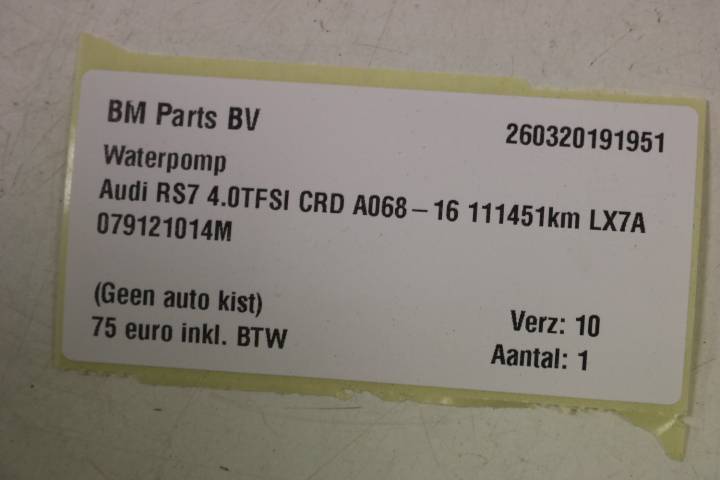 BM Parts BV
260320191951
Waterpomp
Audi RS7 4.0TFSI CRD A068-16 111451km LX7A
079121014M
(Geen auto kist)
75 euro inkl. BTW
Verz: 10
Aantal: 1